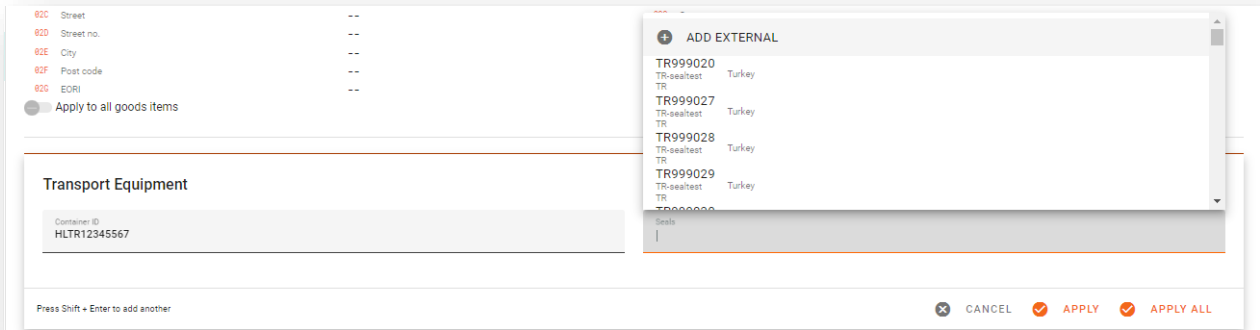 02C Street --
02D Street no. --
02E City --
02F Post code --
02G EORI --
Apply to all goods items
ADD EXTERNAL
TR999020
TR-sealtest Turkey
TR
TR999027
TR-sealtest Turkey
TR
TR999028
TR-sealtest Turkey
TR
TR999029
TR-sealtest Turkey
TR
Transport Equipment
Container ID
HLTR12345567
Seals
Press Shift + Enter to add another
CANCEL APPLY APPLY ALL